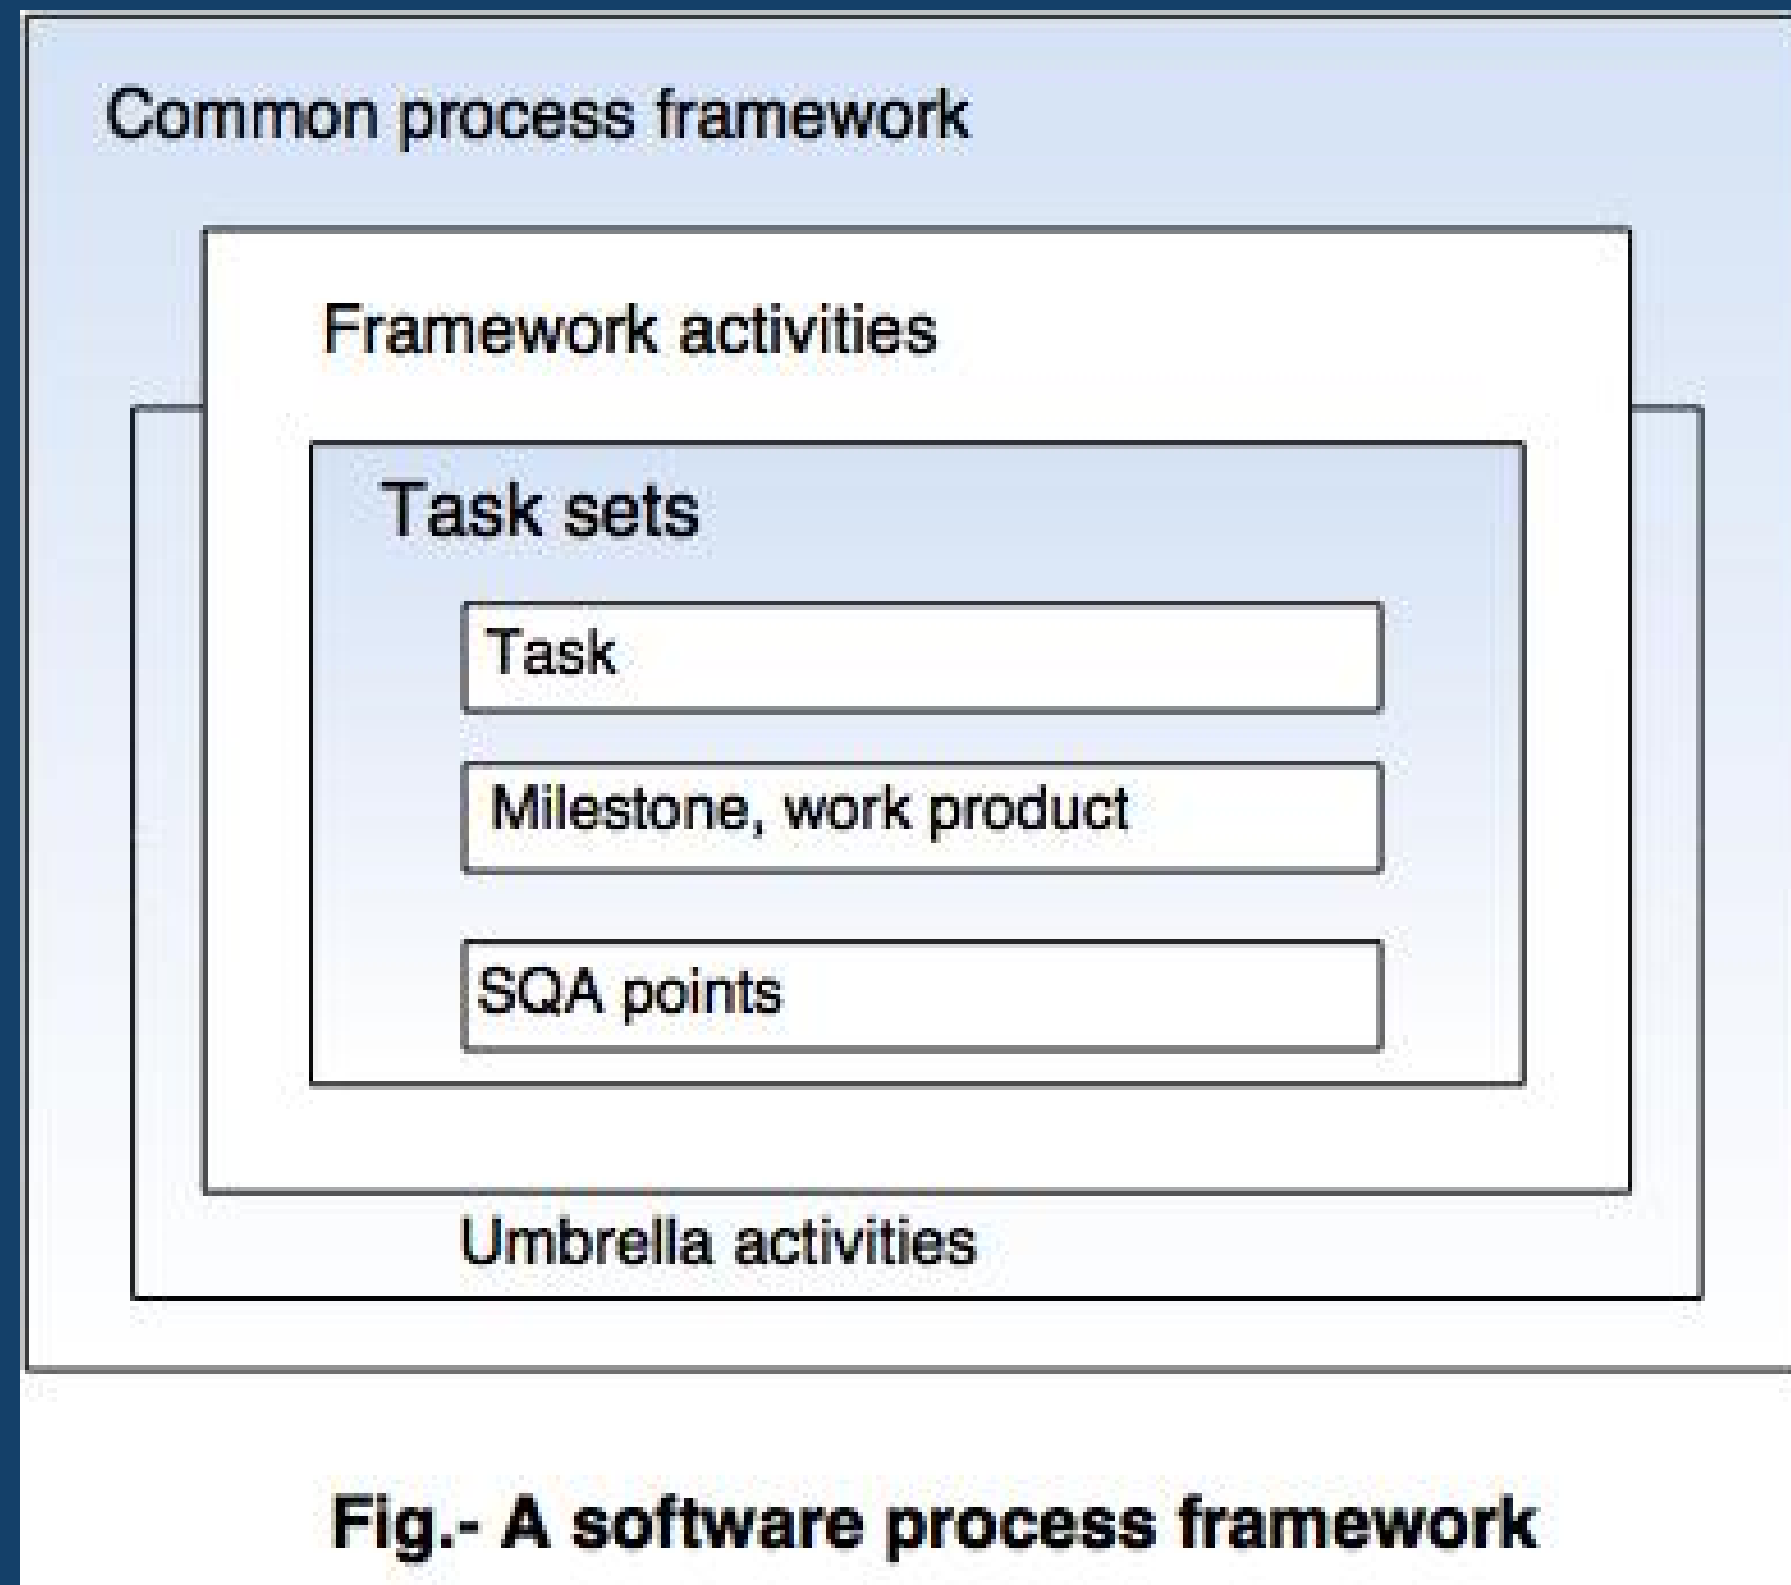 Common process framework
Framework activities
Task sets
Task
Milestone, work product
SQA points
Umbrella activities
Fig.- A software process framework